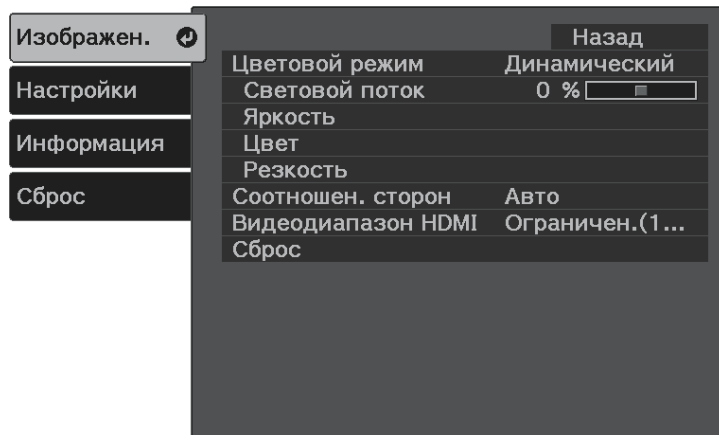 Изображен.
Настройки
Информация
Сброс
Назад
Цветовой режим Динамический
Световой поток 0 %
Яркость
Цвет
Резкость
Соотношен. сторон Авто
Видеодиапазон HDMI Ограничен.(1...
Сброс